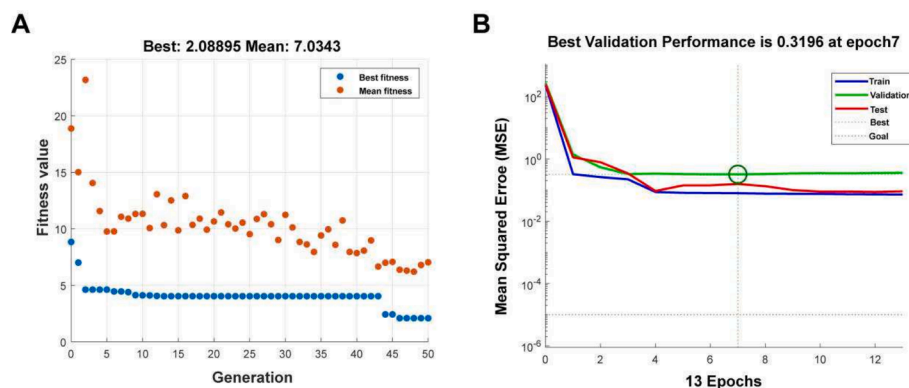 A
Best: 2.08895 Mean: 7.0343
25
20
15
10
5
0
Fitness value
Best fitness
Mean fitness
0 5 10 15 20 25 30 35 40 45 50
Generation
B
Best Validation Performance is 0.3196 at epoch7
10^2
10^0
10^-2
10^-4
10^-6
Mean Squared Erroe (MSE)
Train
Validation
Test
Best
Goal
0 2 4 6 8 10 12
13 Epochs